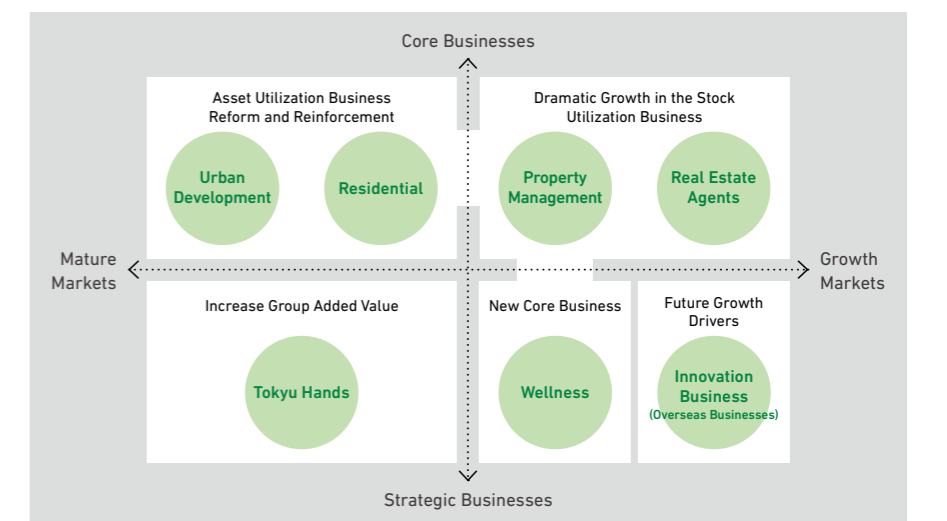 Core Businesses
Asset Utilization Business
Reform and Reinforcement
Urban
Development
Residential
Dramatic Growth in the Stock
Utilization Business
Property
Management
Real Estate
Agents
Mature
Markets
Growth
Markets
Increase Group Added Value
Tokyu Hands
New Core Business
Wellness
Future Growth
Drivers
Innovation
Business
(Overseas Businesses)
Strategic Businesses